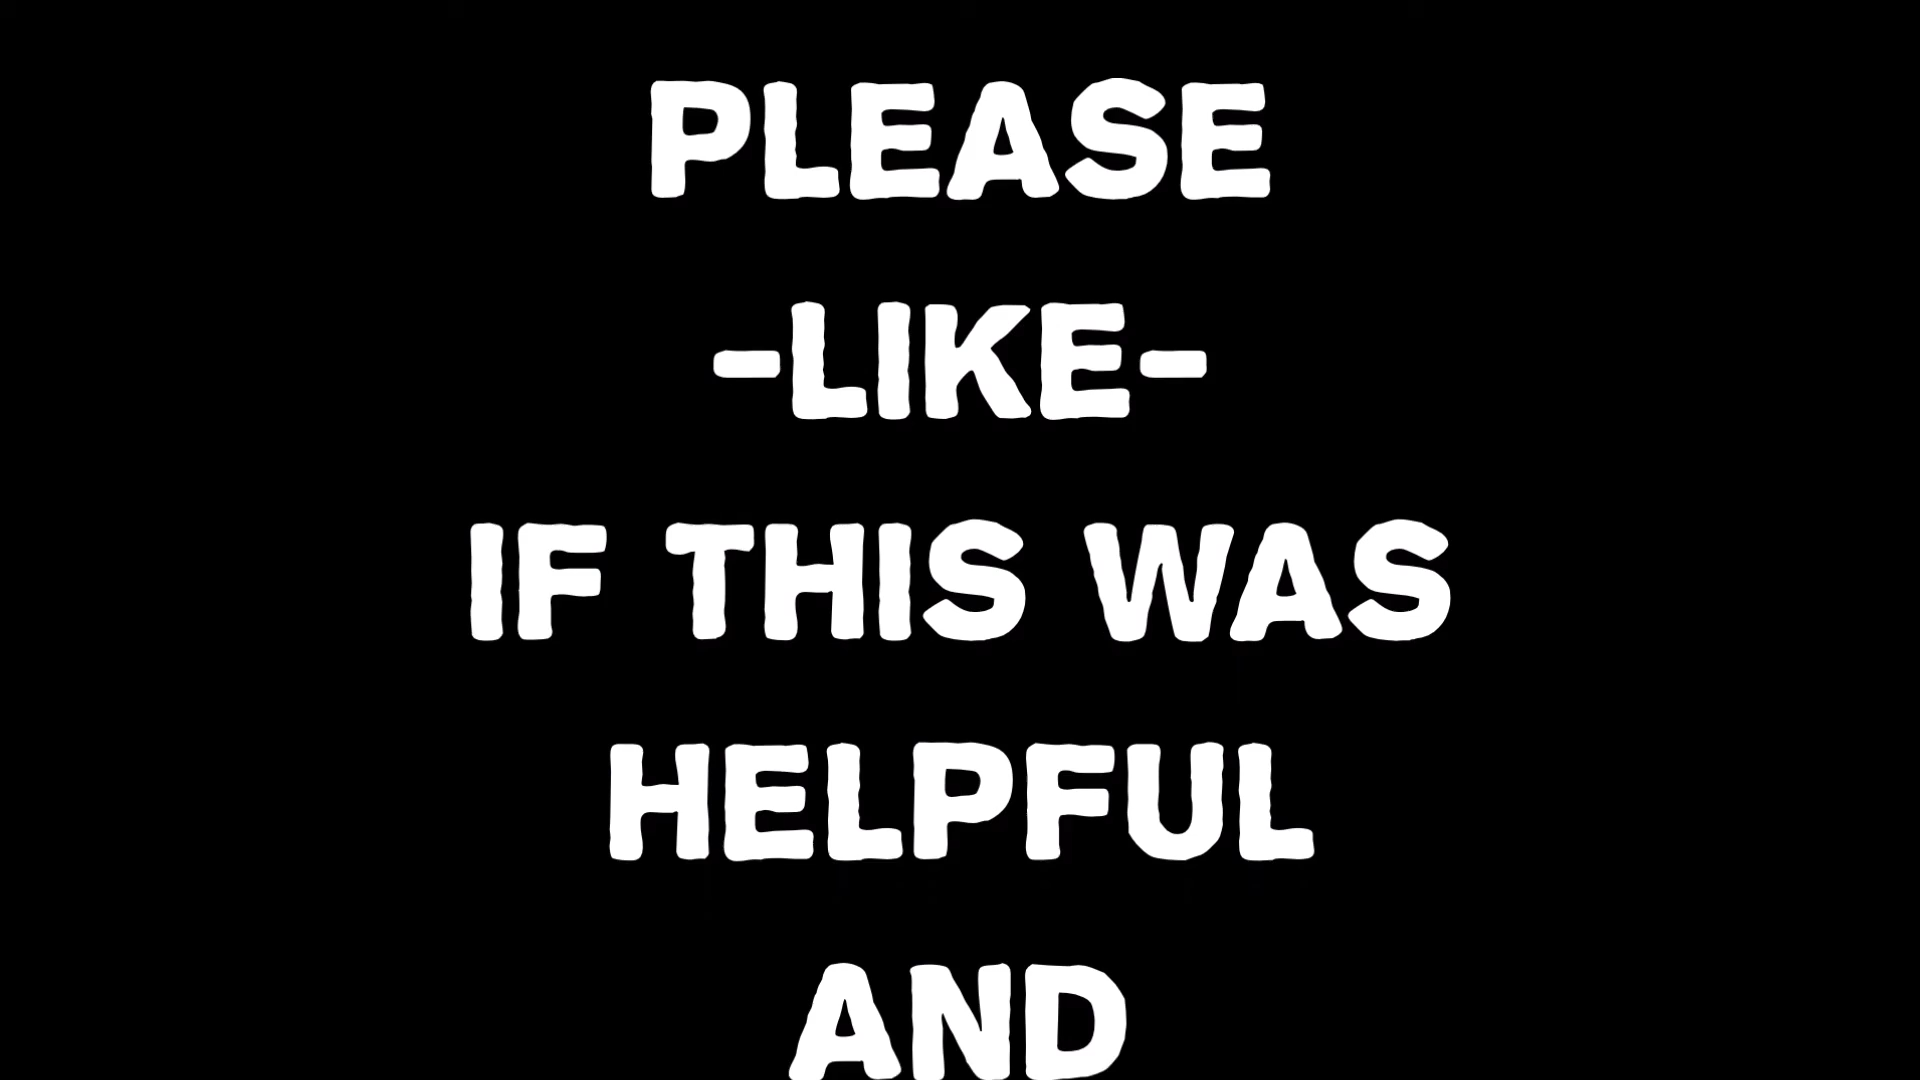 PLEASE
-LIKE-
IF THIS WAS
HELPFUL
AND